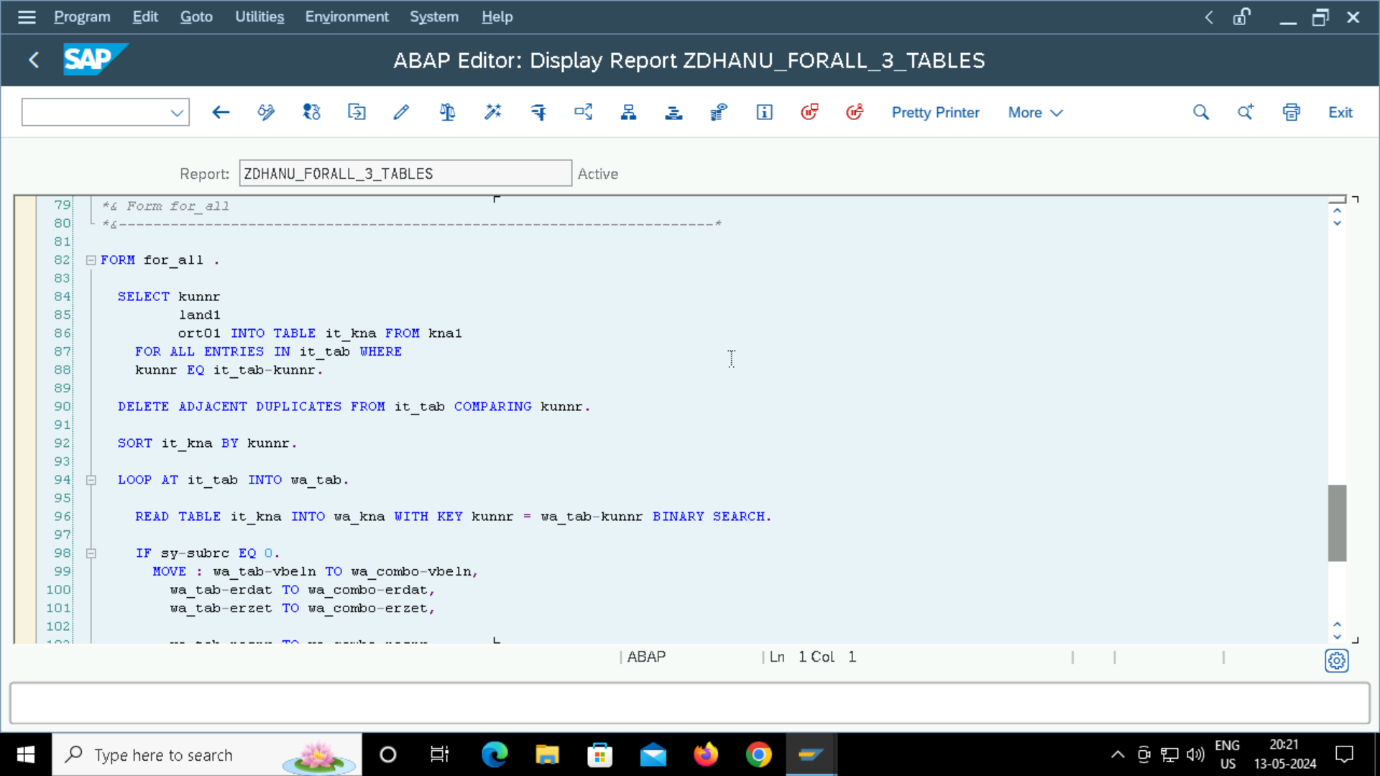 Program Edit Goto Utilities Environment System Help
SAP ABAP Editor: Display Report ZDHANU_FORALL_3_TABLES
Pretty Printer More Exit
Report: ZDHANU_FORALL_3_TABLES Active
79 *& Form for_all
80 *&---------------------------------------------------------------------*
81
82 FORM for_all .
83
84 SELECT kunnr
85 land1
86 ort01 INTO TABLE it_kna FROM kna1
87 FOR ALL ENTRIES IN it_tab WHERE
88 kunnr EQ it_tab-kunnr.
89
90 DELETE ADJACENT DUPLICATES FROM it_tab COMPARING kunnr.
91
92 SORT it_kna BY kunnr.
93
94 LOOP AT it_tab INTO wa_tab.
95
96 READ TABLE it_kna INTO wa_kna WITH KEY kunnr = wa_tab-kunnr BINARY SEARCH.
97
98 IF sy-subrc EQ 0.
99 MOVE : wa_tab-vbeln TO wa_combo-vbeln,
100 wa_tab-erdat TO wa_combo-erdat,
101 wa_tab-erzet TO wa_combo-erzet,
102
ABAP Ln 1 Col 1
Type here to search
ENG
US
20:21
13-05-2024